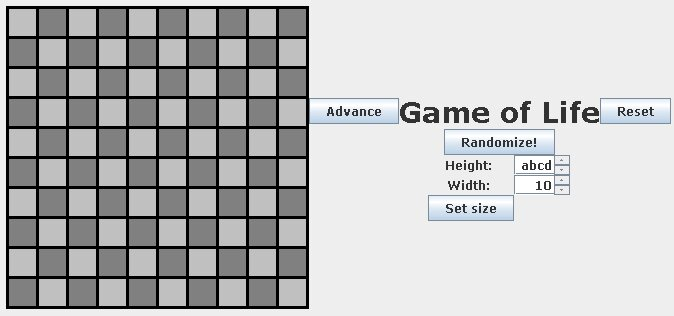 Advance Game of Life Reset
Randomize!
Height: abcd
Width: 10
Set size